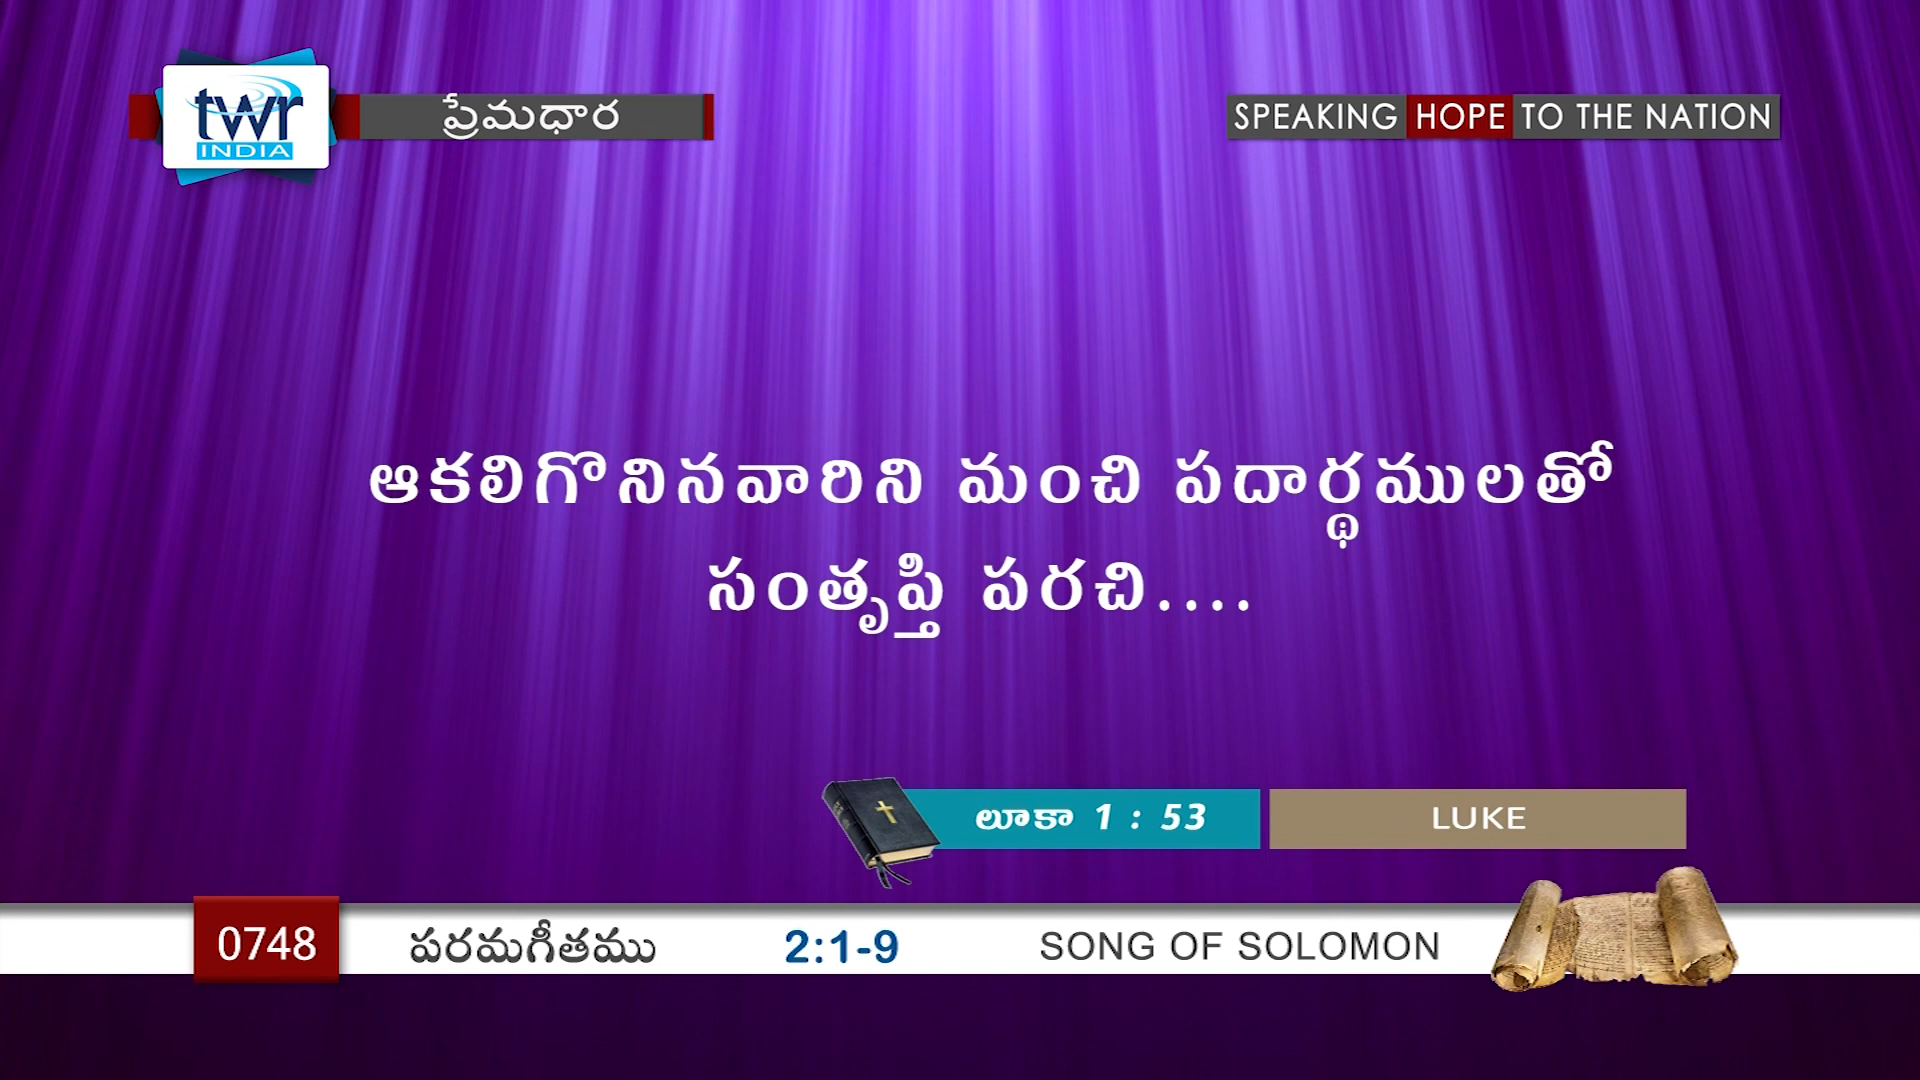 twr
INDIA
ప్రేమధార
SPEAKING HOPE TO THE NATION
ఆకలిగొనినవారిని మంచి పదార్థములతో
సంతృప్తి పరచి....
లూకా 1 : 53
LUKE
0748 పరమగీతము 2:1-9 SONG OF SOLOMON